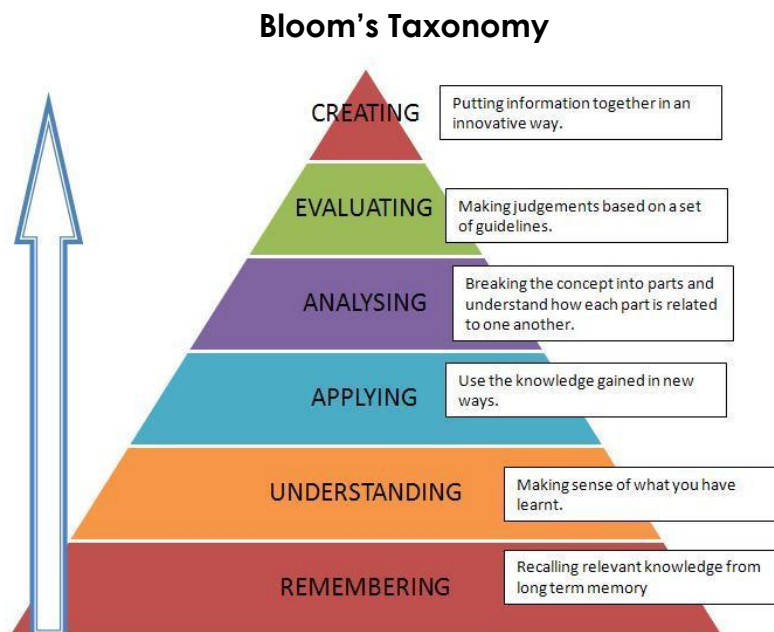 Bloom’s Taxonomy
CREATING
Putting information together in an
innovative way.
EVALUATING
Making judgements based on a set
of guidelines.
ANALYSING
Breaking the concept into parts and
understand how each part is related
to one another.
APPLYING
Use the knowledge gained in new
ways.
UNDERSTANDING
Making sense of what you have
learnt.
REMEMBERING
Recalling relevant knowledge from
long term memory